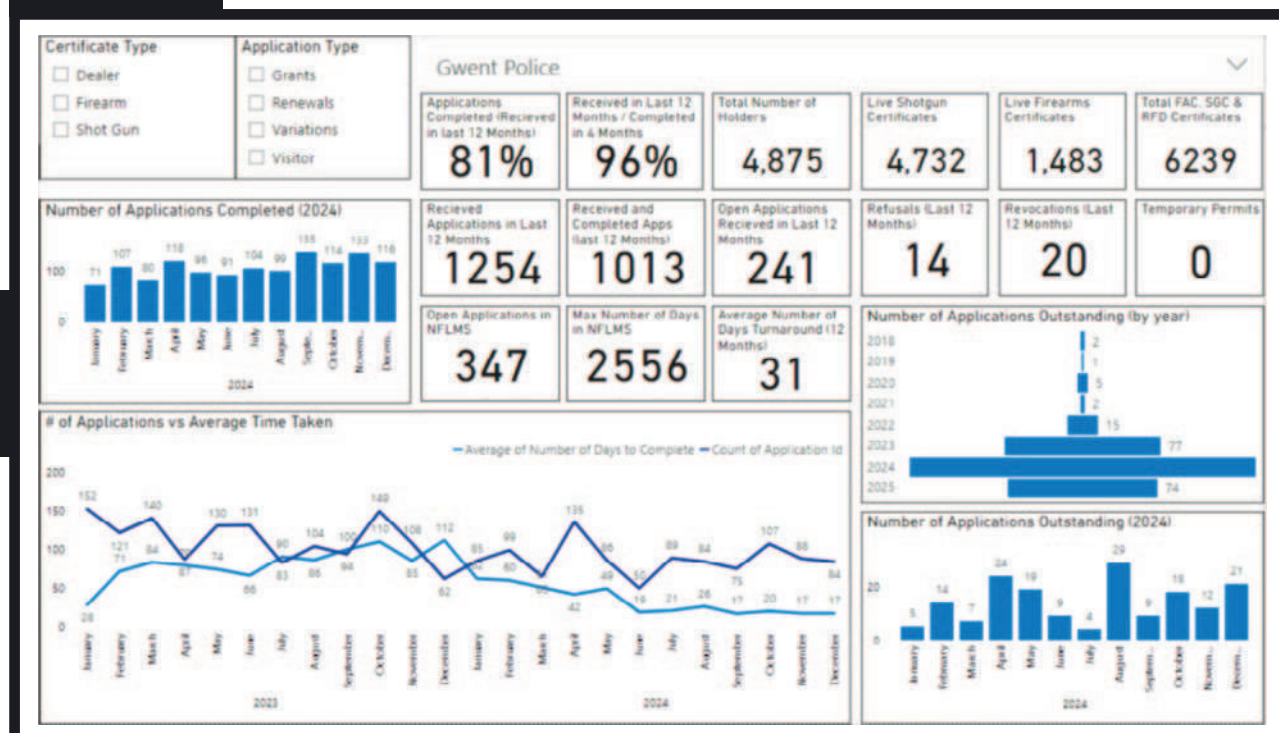 Certificate Type
Dealer
Firearm
Shot Gun
Application Type
Grants
Renewals
Variations
Visitor
Gwent Police
Applications
Completed (Recieved
in last 12 Months)
81%
Received in Last 12
Months / Completed
in 4 Months
96%
Total Number of
Holders
4,875
Live Shotgun
Certificates
4,732
Live Firearms
Certificates
1,483
Total FAC, SGC &
RFD Certificates
6239
Number of Applications Completed (2024)
100
0
71
107
80
118
96
91
104
99
114
133
116
January
February
March
April
May
June
July
August
Septe...
October
Novem...
Decem...
2024
Recieved
Applications in Last
12 Months
1254
Received and
Completed Apps
(last 12 Months)
1013
Open Applications
Recieved in Last 12
Months
241
Refusals (Last 12
Months)
14
Revocations (Last
12 Months)
20
Temporary Permits
0
Open Applications in
NFLMS
347
Max Number of Days
in NFLMS
2556
Average Number of
Days Turnaround (12
Months)
31
Number of Applications Outstanding (by year)
2018 2
2019 1
2020 5
2021 2
2022 15
2023 77
2024
2025 74
# of Applications vs Average Time Taken
Average of Number of Days to Complete Count of Application Id
200
150
100
50
0
152
121
140
87
130
131
83
104
94
149
108
62
85
99
135
86
50
89
84
75
107
88
84
28
71
84
74
66
90
86
100
110
85
112
60
42
49
19
21
26
17
20
17
17
January
February
March
April
May
June
July
August
September
October
November
December
January
February
March
April
May
June
July
August
September
October
November
December
2023
2024
Number of Applications Outstanding (2024)
20
0
5
14
7
24
19
9
4
29
9
18
12
21
January
February
March
April
May
June
July
August
Septem...
October
Novem...
Decem...
2024